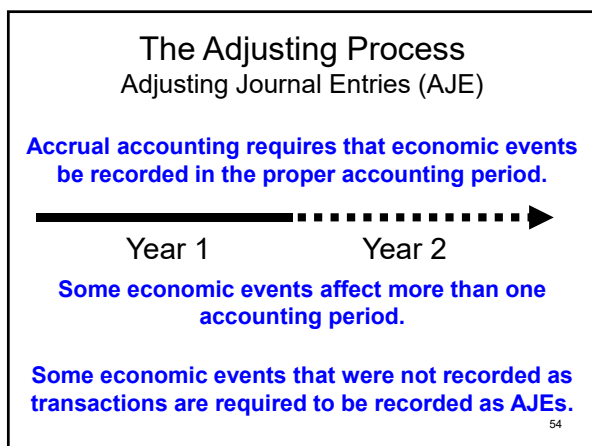 The Adjusting Process
Adjusting Journal Entries (AJE)
Accrual accounting requires that economic events
be recorded in the proper accounting period.
Year 1 Year 2
Some economic events affect more than one
accounting period.
Some economic events that were not recorded as
transactions are required to be recorded as AJEs.
54